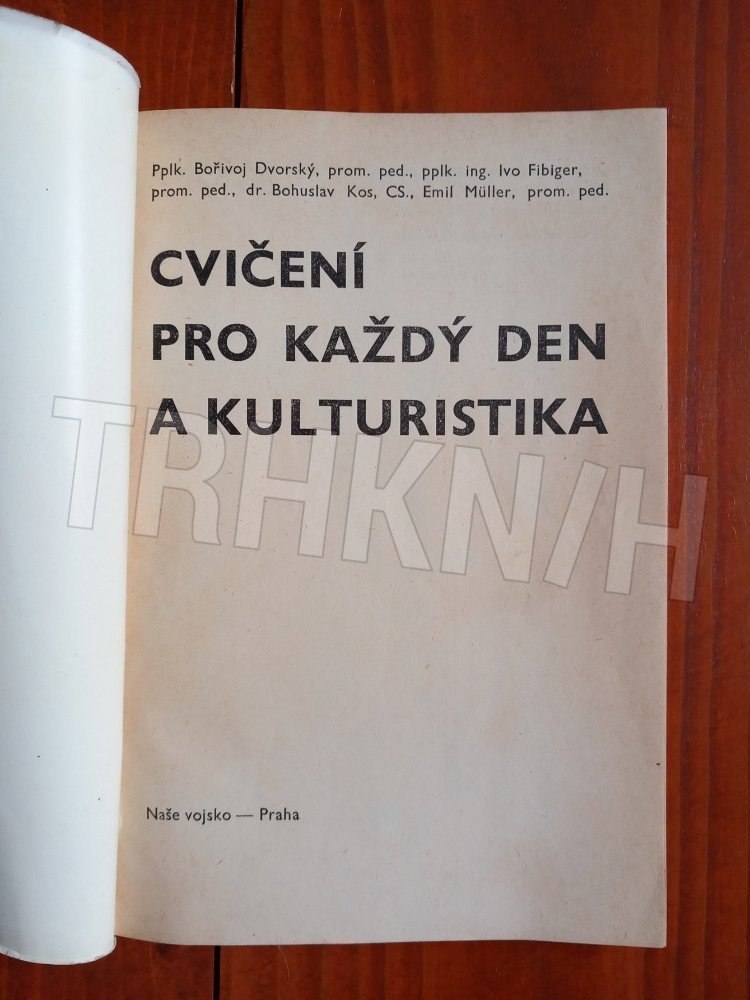 Pplk. Bořivoj Dvorský, prom. ped., pplk. ing. Ivo Fibiger,
prom. ped., dr. Bohuslav Kos, CS., Emil Müller, prom. ped.
CVIČENÍ
PRO KAŽDÝ DEN
A KULTURISTIKA
TRHKNIH
Naše vojsko — Praha